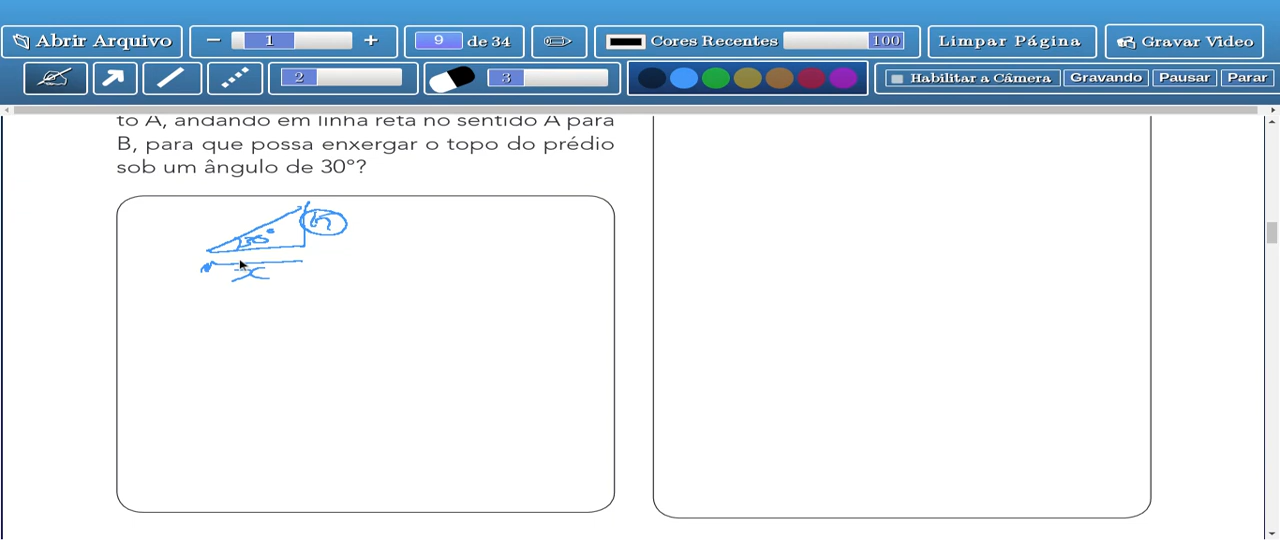 Abrir Arquivo − 1 + 9 de 34 Cores Recentes 100 Limpar Página Gravar Video
2 3 Habilitar a Câmera Gravando Pausar Parar
to A, andando em linha reta no sentido A para
B, para que possa enxergar o topo do prédio
sob um ângulo de 30°?
30°
x